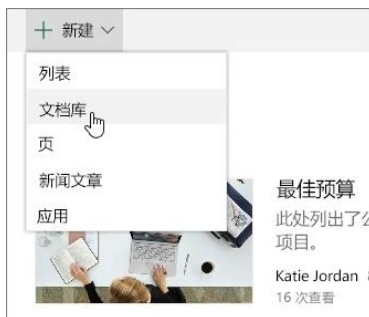 新建
列表
文档库
页
新闻文章
应用
最佳预算
此处列出了
项目。
Katie Jordan
16 次查看